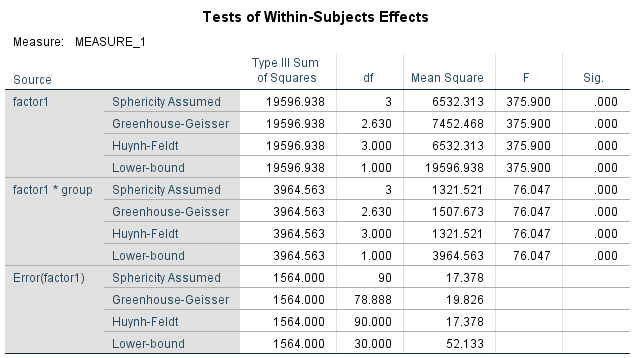 Tests of Within-Subjects Effects
Measure: MEASURE_1
Source Type III Sum of Squares df Mean Square F Sig.
factor1 Sphericity Assumed 19596.938 3 6532.313 375.900 .000
Greenhouse-Geisser 19596.938 2.630 7452.468 375.900 .000
Huynh-Feldt 19596.938 3.000 6532.313 375.900 .000
Lower-bound 19596.938 1.000 19596.938 375.900 .000
factor1 * group Sphericity Assumed 3964.563 3 1321.521 76.047 .000
Greenhouse-Geisser 3964.563 2.630 1507.673 76.047 .000
Huynh-Feldt 3964.563 3.000 1321.521 76.047 .000
Lower-bound 3964.563 1.000 3964.563 76.047 .000
Error(factor1) Sphericity Assumed 1564.000 90 17.378
Greenhouse-Geisser 1564.000 78.888 19.826
Huynh-Feldt 1564.000 90.000 17.378
Lower-bound 1564.000 30.000 52.133